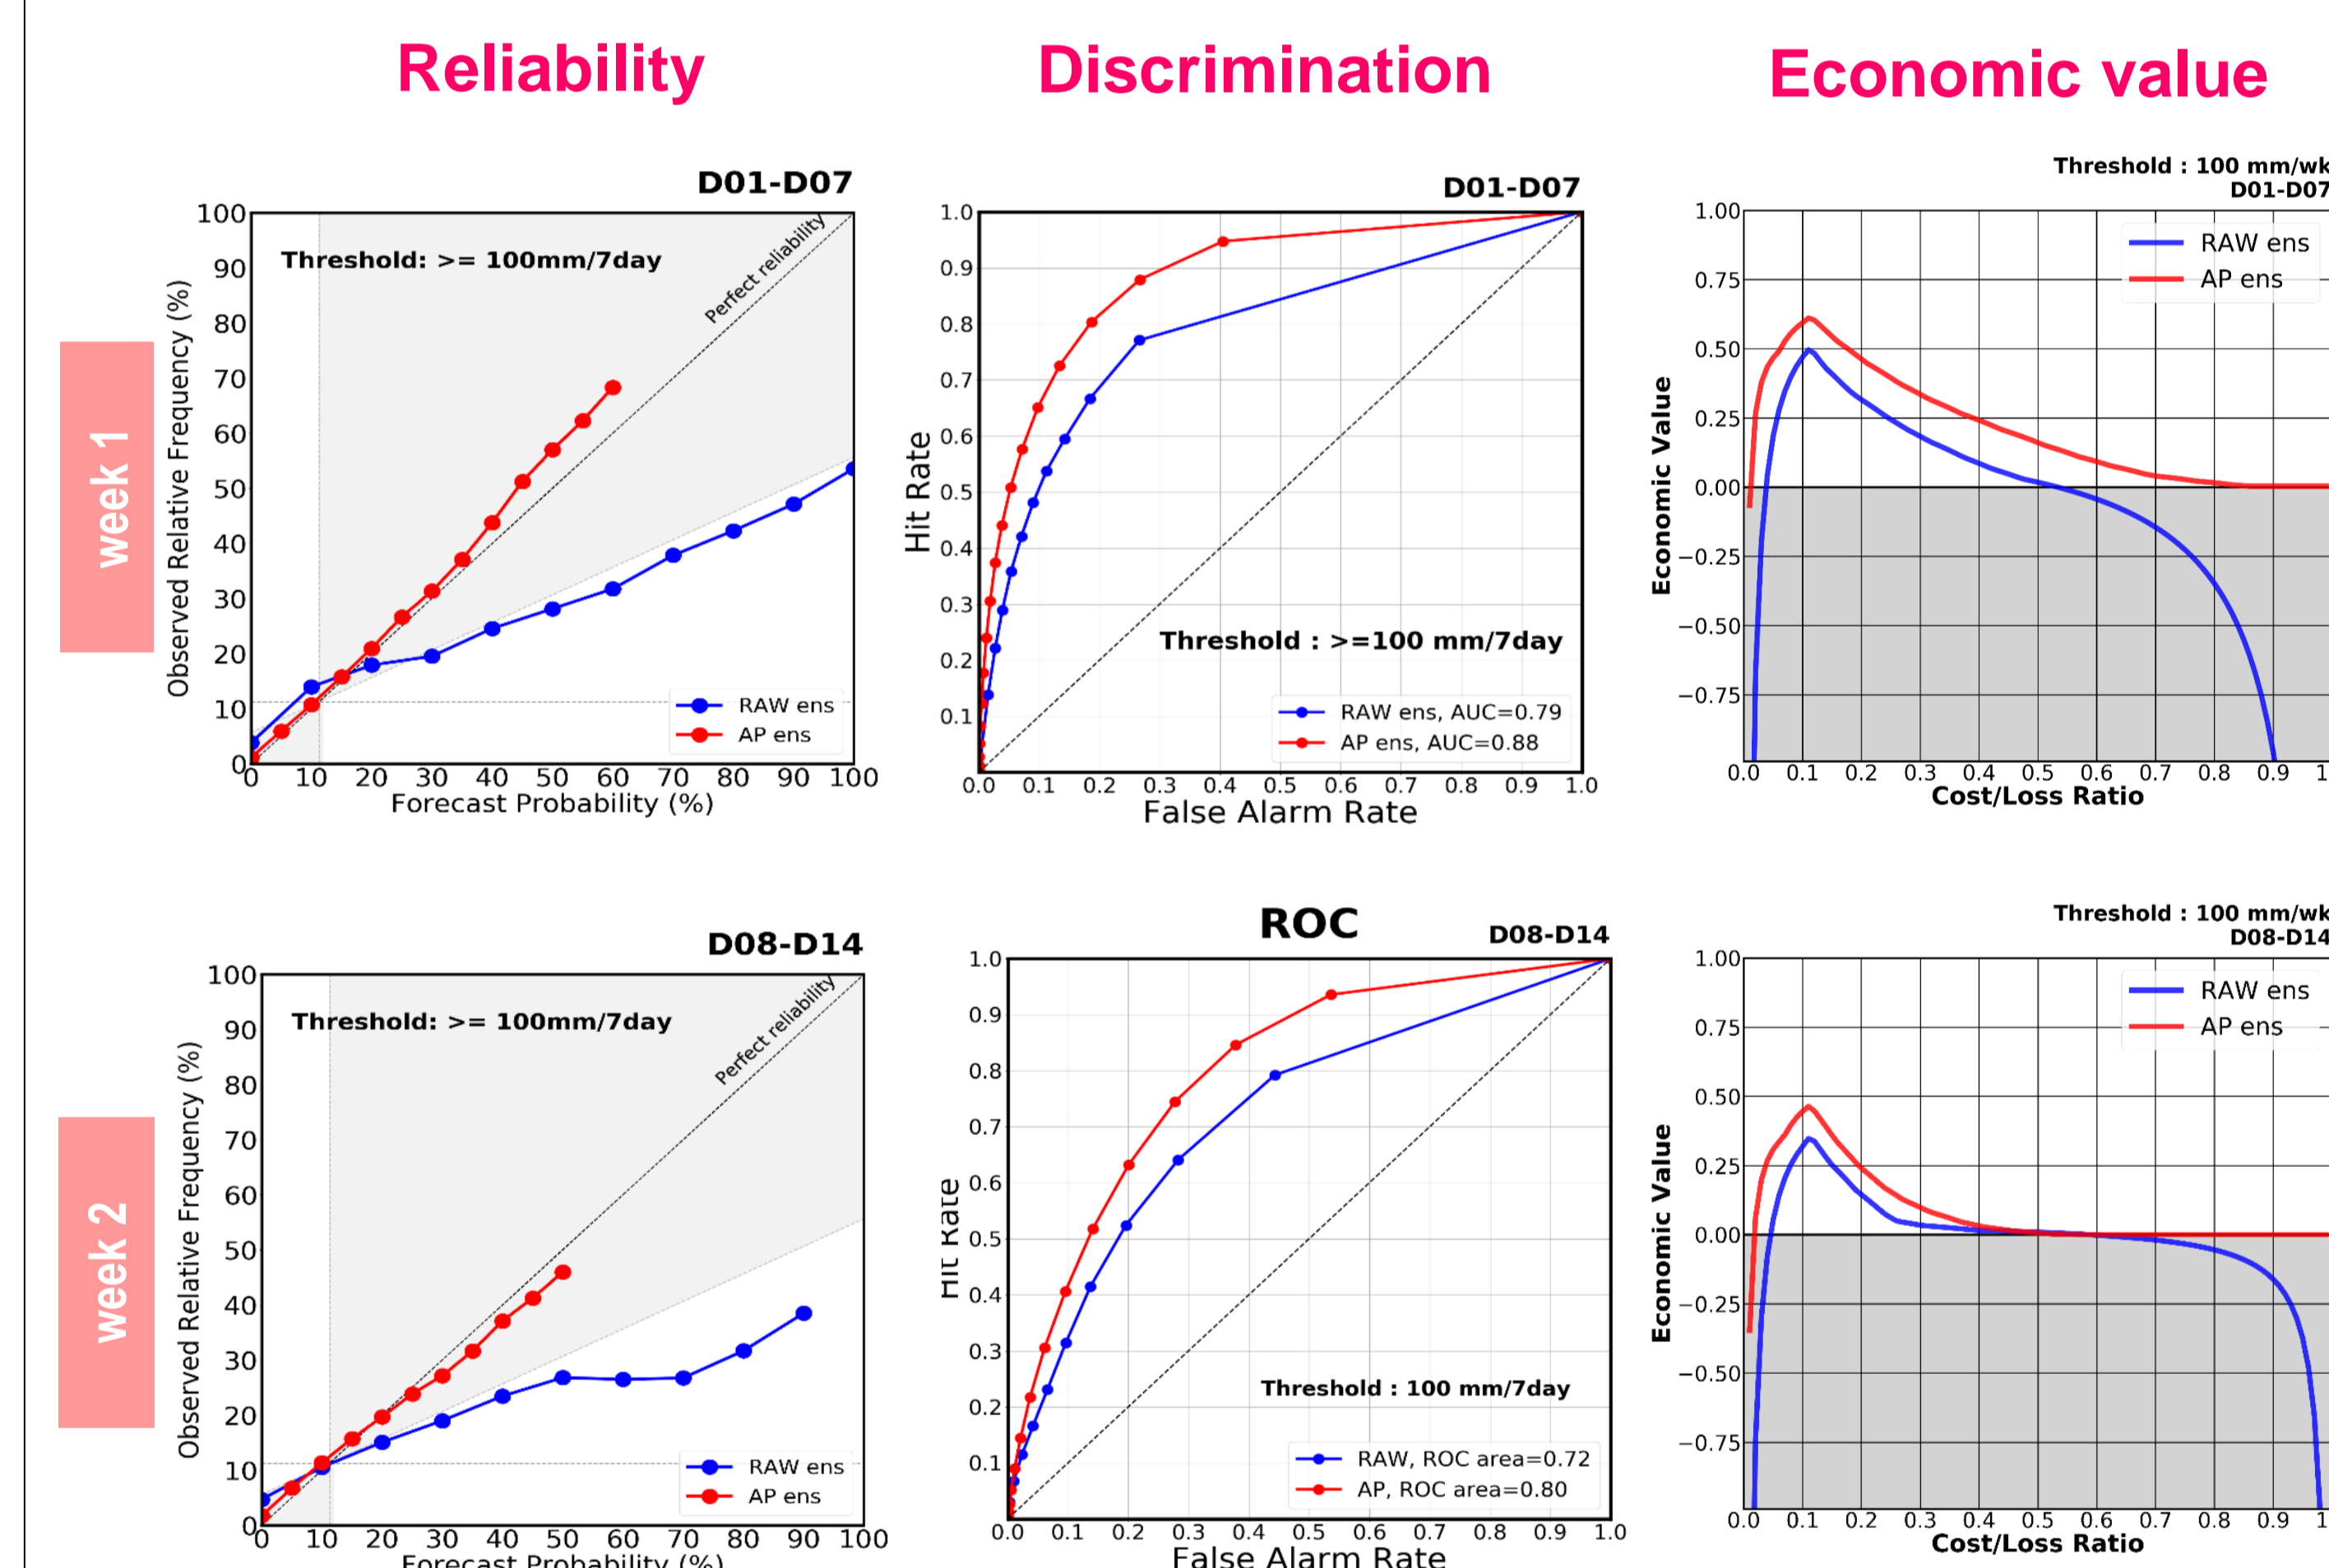 Reliability
Discrimination
Economic value
week 1
D01-D07
Threshold: >= 100mm/7day
Perfect reliability
Observed Relative Frequency (%)
100
90
80
70
60
50
40
30
20
10
0
RAW ens
AP ens
0 10 20 30 40 50 60 70 80 90 100
Forecast Probability (%)
D01-D07
Hit Rate
1.0
0.9
0.8
0.7
0.6
0.5
0.4
0.3
0.2
0.1
Threshold : >=100 mm/7day
RAW ens, AUC=0.79
AP ens, AUC=0.88
0.0 0.1 0.2 0.3 0.4 0.5 0.6 0.7 0.8 0.9 1.0
False Alarm Rate
Threshold : 100 mm/wk
D01-D07
RAW ens
AP ens
Economic Value
1.00
0.75
0.50
0.25
0.00
−0.25
−0.50
−0.75
0.0 0.1 0.2 0.3 0.4 0.5 0.6 0.7 0.8 0.9
Cost/Loss Ratio
week 2
D08-D14
Threshold: >= 100mm/7day
Perfect reliability
Observed Relative Frequency (%)
100
90
80
70
60
50
40
30
20
10
0
RAW ens
AP ens
0 10 20 30 40 50 60 70 80 90 100
Forecast Probability (%)
ROC
D08-D14
Hit Rate
1.0
0.9
0.8
0.7
0.6
0.5
0.4
0.3
0.2
0.1
Threshold : 100 mm/7day
RAW, ROC area=0.72
AP, ROC area=0.80
0.0 0.1 0.2 0.3 0.4 0.5 0.6 0.7 0.8 0.9 1.0
False Alarm Rate
Threshold : 100 mm/wk
D08-D14
RAW ens
AP ens
Economic Value
1.00
0.75
0.50
0.25
0.00
−0.25
−0.50
−0.75
0.0 0.1 0.2 0.3 0.4 0.5 0.6 0.7 0.8 0.9
Cost/Loss Ratio